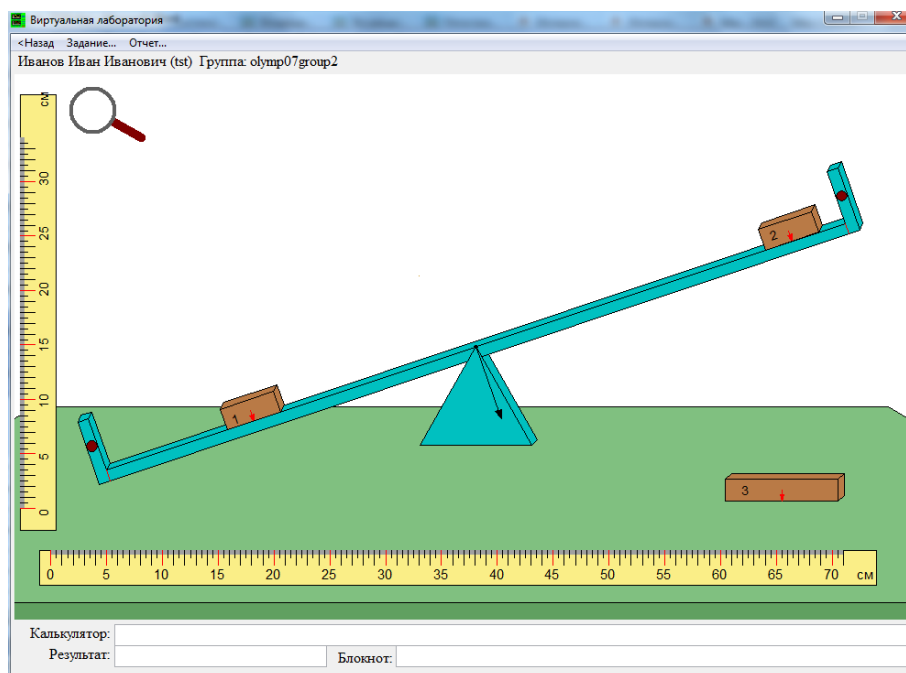 Виртуальная лаборатория
<Назад Задание... Отчет...
Иванов Иван Иванович (tst) Группа: olymp07group2
см
30
25
20
15
10
5
0
1
2
3
0 5 10 15 20 25 30 35 40 45 50 55 60 65 70 см
Калькулятор:
Результат:
Блокнот: